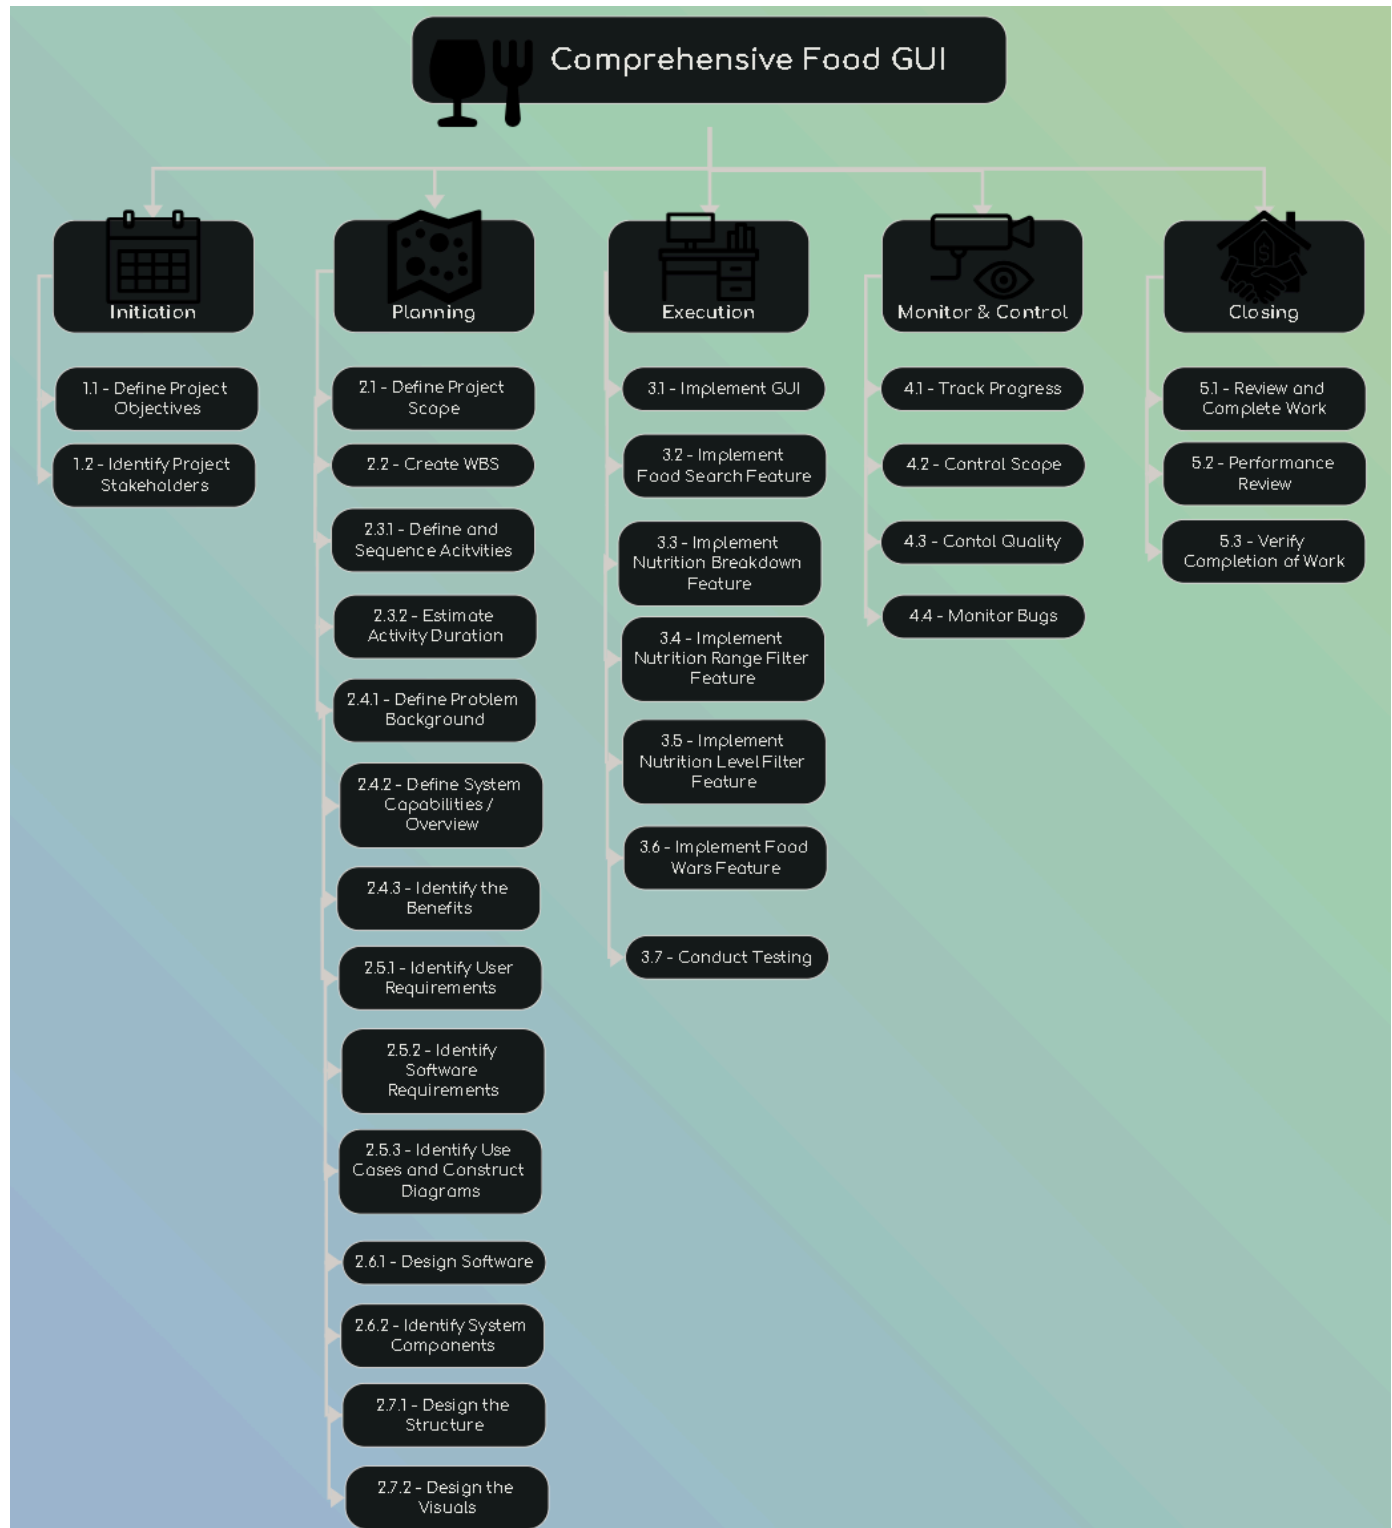 Comprehensive Food GUI
Initiation
1.1 - Define Project
Objectives
1.2 - Identify Project
Stakeholders
Planning
2.1 - Define Project
Scope
2.2 - Create WBS
2.3.1 - Define and
Sequence Acitvities
2.3.2 - Estimate
Activity Duration
2.4.1 - Define Problem
Background
2.4.2 - Define System
Capabilities /
Overview
2.4.3 - Identify the
Benefits
2.5.1 - Identify User
Requirements
2.5.2 - Identify
Software
Requirements
2.5.3 - Identify Use
Cases and Construct
Diagrams
2.6.1 - Design Software
2.6.2 - Identify System
Components
2.7.1 - Design the
Structure
2.7.2 - Design the
Visuals
Execution
3.1 - Implement GUI
3.2 - Implement
Food Search Feature
3.3 - Implement
Nutrition Breakdown
Feature
3.4 - Implement
Nutrition Range Filter
Feature
3.5 - Implement
Nutrition Level Filter
Feature
3.6 - Implement Food
Wars Feature
3.7 - Conduct Testing
Monitor & Control
4.1 - Track Progress
4.2 - Control Scope
4.3 - Contol Quality
4.4 - Monitor Bugs
Closing
5.1 - Review and
Complete Work
5.2 - Performance
Review
5.3 - Verify
Completion of Work